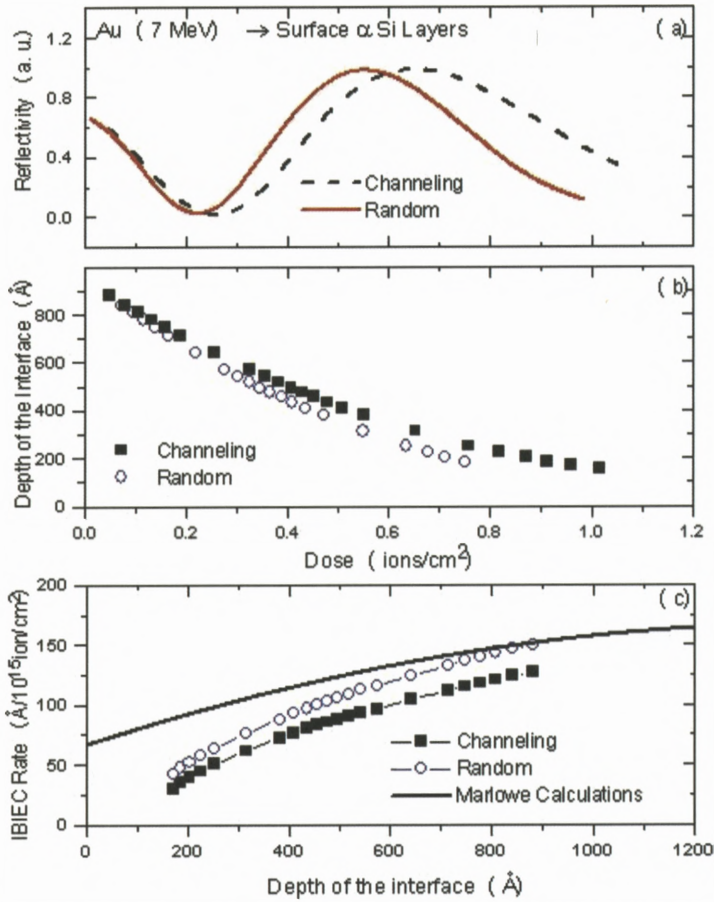 Au ( 7 MeV) → Surface α Si Layers
( a )
1.2
0.8
0.4
0.0
Reflectivity (a. u.)
Channeling
Random
( b )
800
600
400
200
0
Depth of the Interface (Å)
Channeling
Random
0.0 0.2 0.4 0.6 0.8 1.0 1.2
Dose ( ions/cm²)
( c )
200
150
100
50
0
IBIEC Rate (Å/10¹⁵ion/cm²)
Channeling
Random
Marlowe Calculations
0 200 400 600 800 1000 1200
Depth of the interface ( Å)